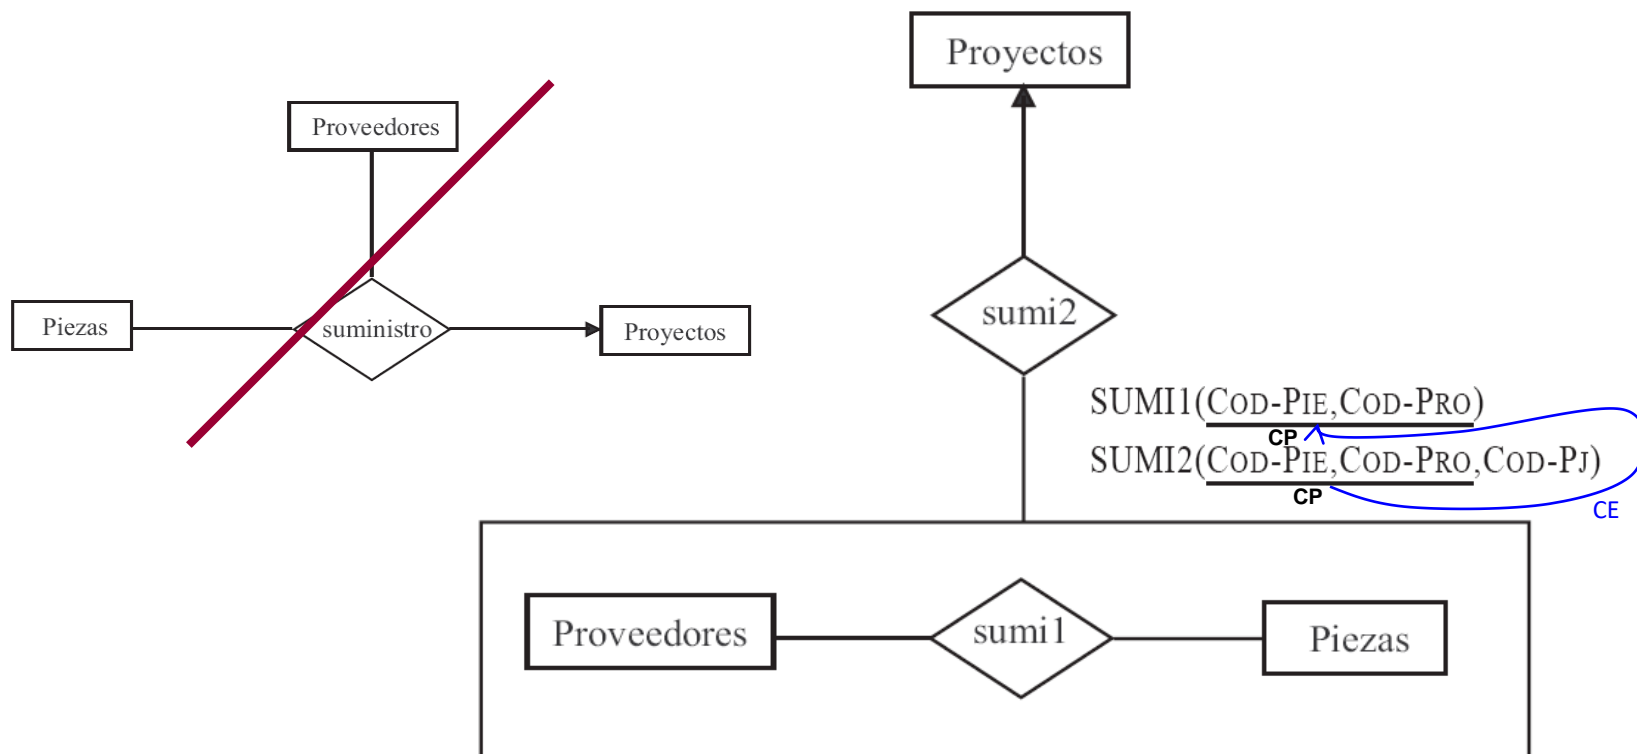 Proyectos
Proveedores
Piezas
suministro
Proyectos
sumi2
SUMI1(COD-PIE,COD-PRO)
CP
SUMI2(COD-PIE,COD-PRO,COD-PJ)
CP
CE
Proveedores
sumi1
Piezas